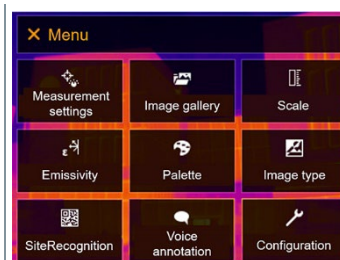 Menu
Measurement
settings
Image gallery
Scale
Emissivity
Palette
Image type
SiteRecognition
Voice
annotation
Configuration